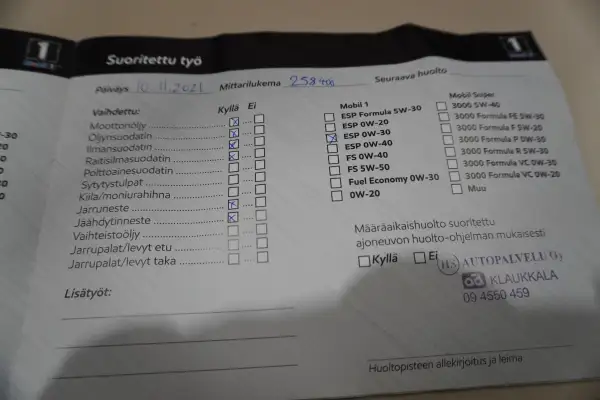 1
1
Suoritettu työ
Päiväys 10.11.2021 Mittarilukema 258 Seuraava huolto
Vaihdettu: Kyllä Ei
Moottoriöljy
Öljynsuodatin
Ilmansuodatin
Raitisilmasuodatin
Polttoainesuodatin
Sytytystulpat
Kiila/moniurahihna
Jarruneste
Jäähdytinneste
Vaihteistoöljy
Jarrupalat/levyt etu
Jarrupalat/levyt taka
Lisätyöt:
Mobil 1
ESP Formula 5W-30
ESP 0W-20
ESP 0W-30
ESP 0W-40
FS 0W-40
FS 5W-50
Fuel Economy 0W-30
0W-20
Mobil Super
3000 5W-40
3000 Formula FE 5W-30
3000 Formula F 5W-20
3000 Formula P 0W-30
3000 Formula R 5W-30
3000 Formula VC 0W-30
3000 Formula VC 0W-20
Muu
Määräaikaishuolto suoritettu
ajoneuvon huolto-ohjelman mukaisesti
Kyllä Ei
AUTOPALVELU Oy
KLAUKKALA
09 4550 459
Huoltopisteen allekirjoitus ja leima
-30